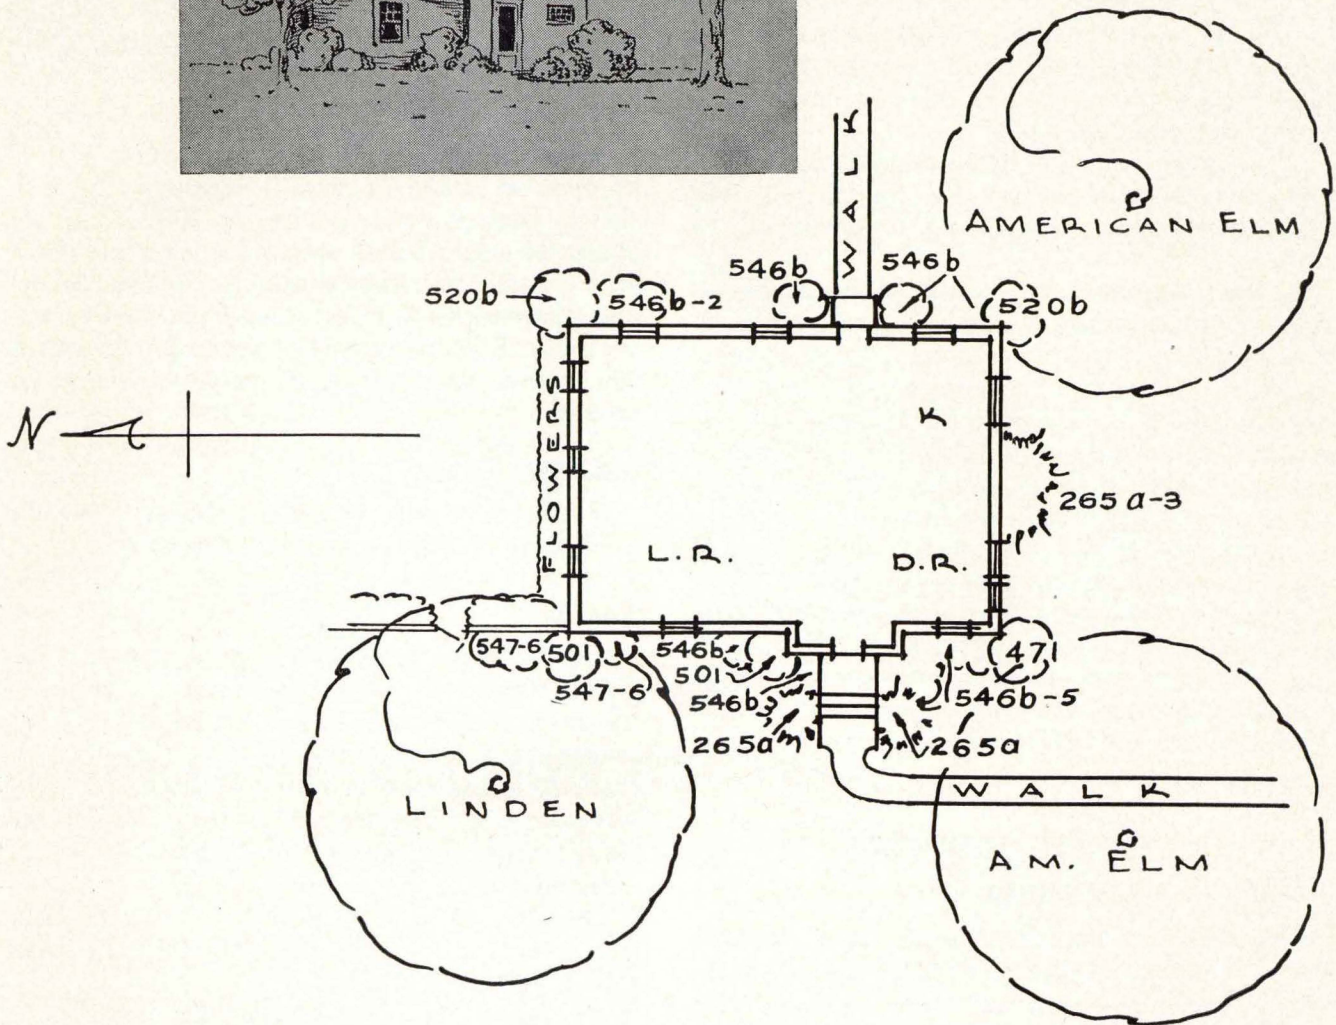 WALK
AMERICAN ELM
546b
546b
520b
546b-2
520b
N
FLOWERS
K
265a-3
L.R.
D.R.
547-6
501
546b
471
501
547-6
546b
546b-5
265a
265a
WALK
LINDEN
AM. ELM